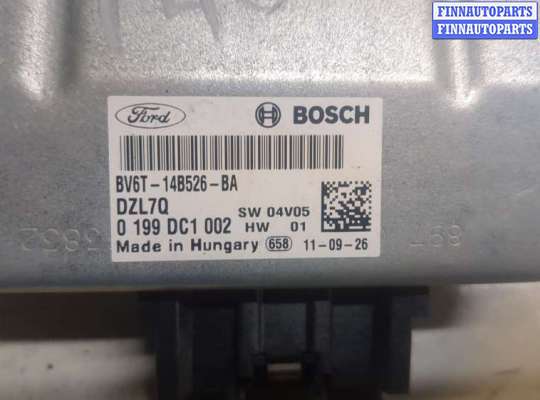 FINNAUTOPARTS
FINNAUTOPARTS
Ford
BOSCH
BV6T-14B526-BA
DZL7Q
SW 04V05
0 199 DC1 002 HW 01
Made in Hungary 658 11-09-26